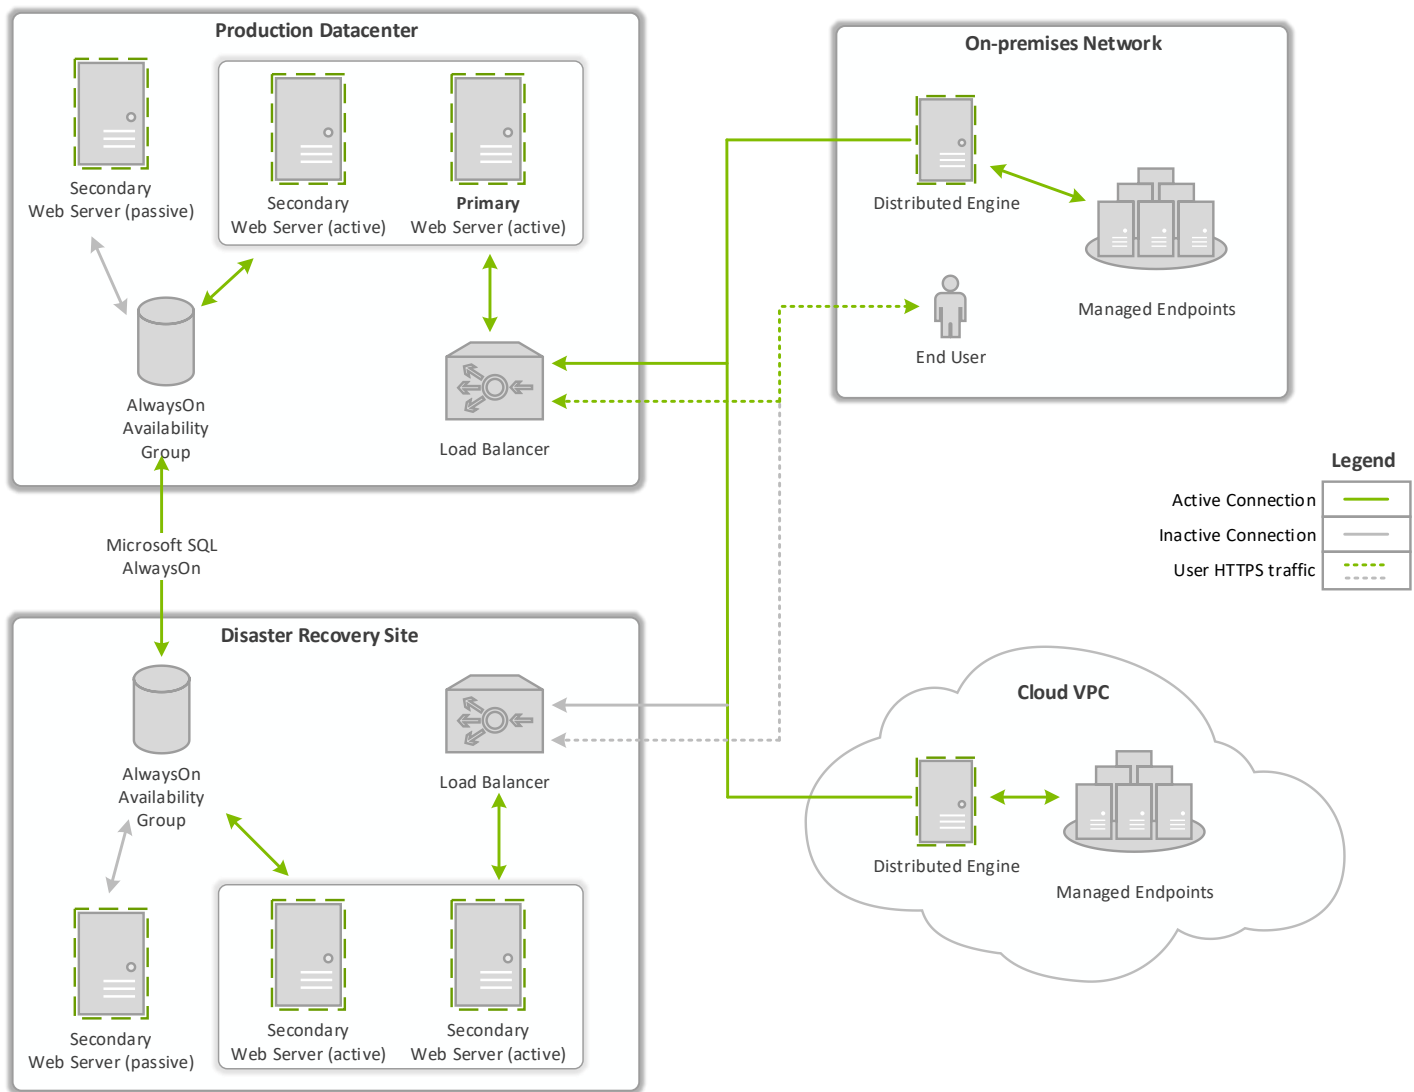 Production Datacenter
Secondary
Web Server (passive)
Secondary
Web Server (active)
Primary
Web Server (active)
AlwaysOn
Availability
Group
Load Balancer
On-premises Network
Distributed Engine
Managed Endpoints
End User
Legend
Active Connection
Inactive Connection
User HTTPS traffic
Microsoft SQL
AlwaysOn
Disaster Recovery Site
AlwaysOn
Availability
Group
Load Balancer
Secondary
Web Server (passive)
Secondary
Web Server (active)
Secondary
Web Server (active)
Cloud VPC
Distributed Engine
Managed Endpoints